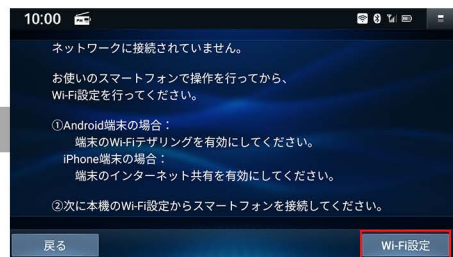 10:00
ネットワークに接続されていません。
お使いのスマートフォンで操作を行ってから、
Wi-Fi設定を行ってください。
①Android端末の場合：
端末のWi-Fiテザリングを有効にしてください。
iPhone端末の場合：
端末のインターネット共有を有効にしてください。
②次に本機のWi-Fi設定からスマートフォンを接続してください。
戻る
Wi-Fi設定